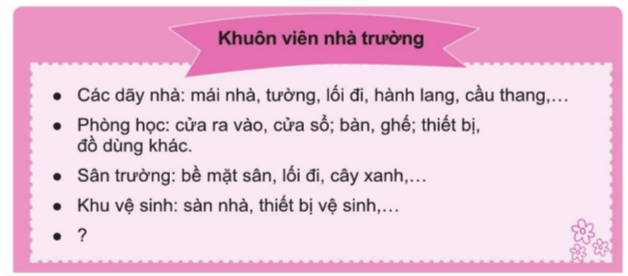 Khuôn viên nhà trường
● Các dãy nhà: mái nhà, tường, lối đi, hành lang, cầu thang,...
● Phòng học: cửa ra vào, cửa sổ; bàn, ghế; thiết bị,
đồ dùng khác.
● Sân trường: bề mặt sân, lối đi, cây xanh,...
● Khu vệ sinh: sàn nhà, thiết bị vệ sinh,...
● ?